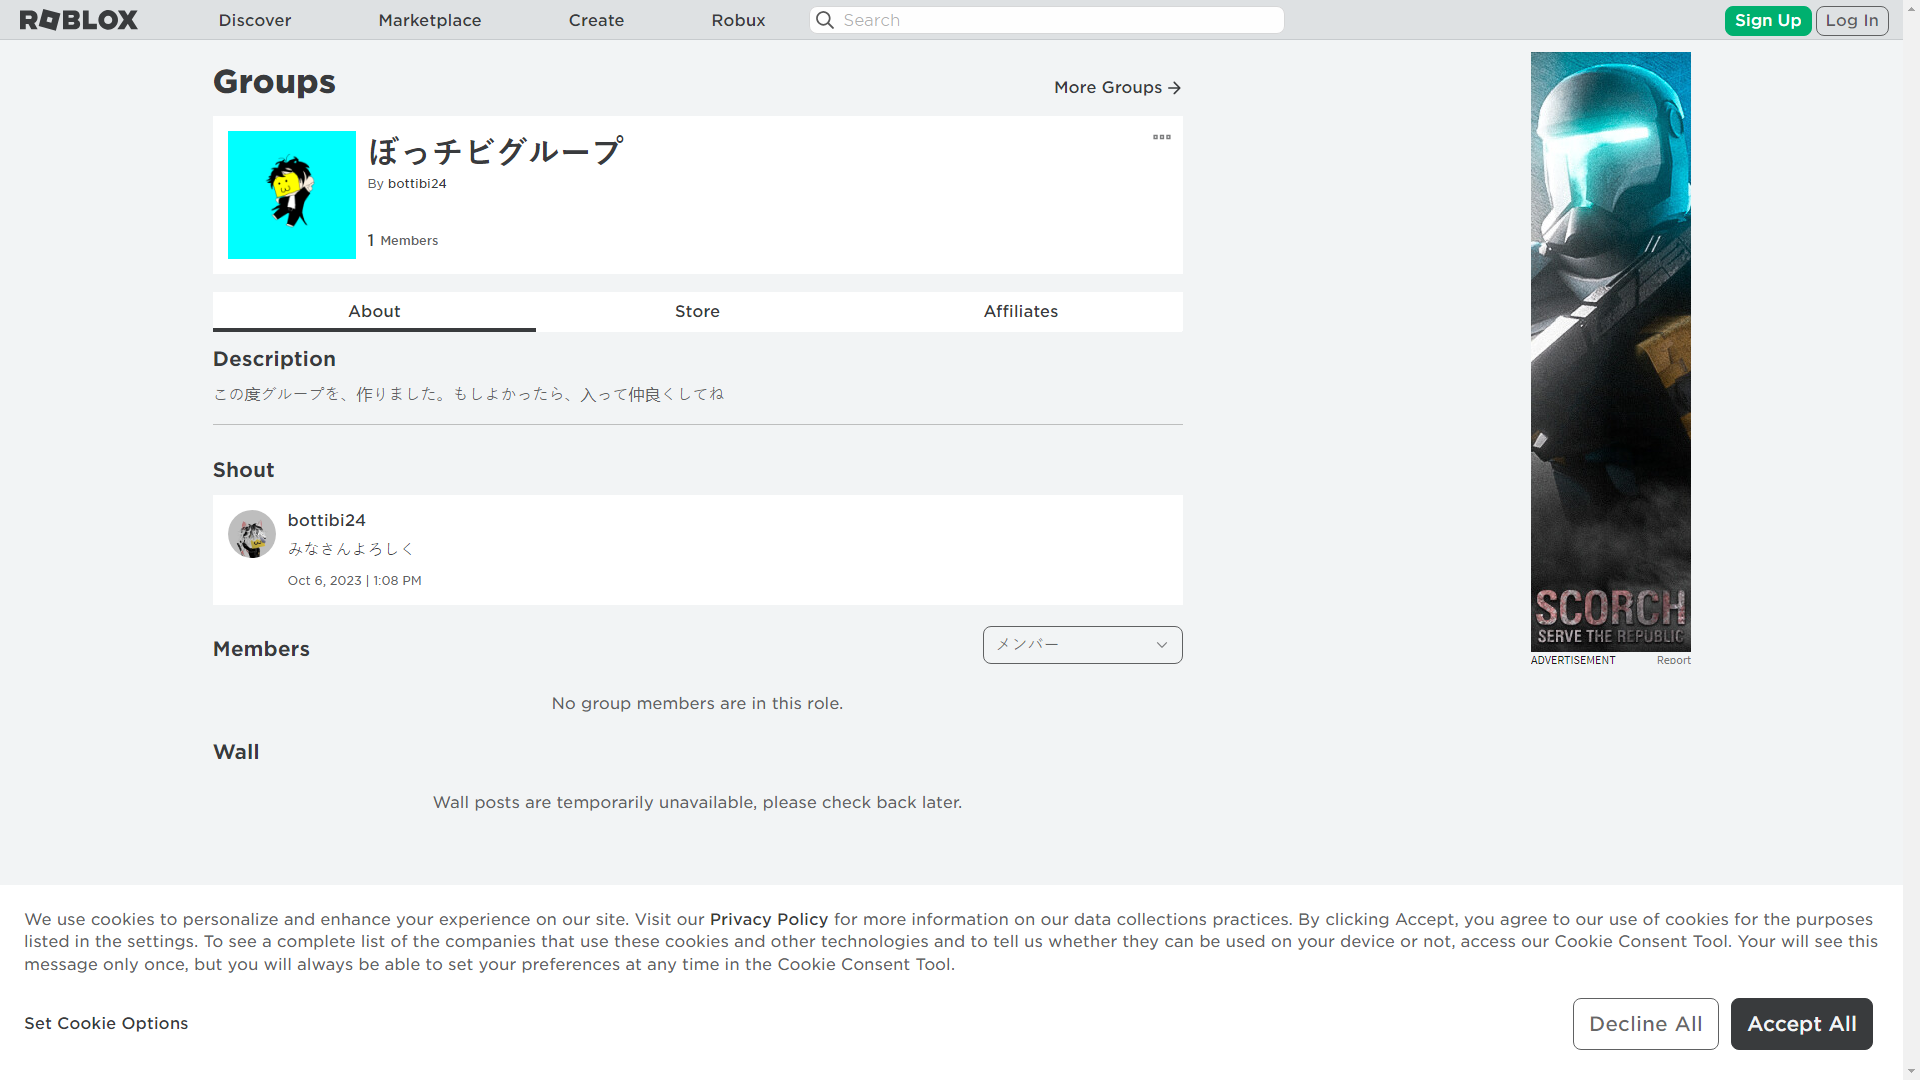 ROBLOX
Discover
Marketplace
Create
Robux
Search
Sign Up
Log In
Groups
More Groups
ぼっチビグループ
By bottibi24
1 Members
About
Store
Affiliates
Description
この度グループを、作りました。もしよかったら、入って仲良くしてね
Shout
bottibi24
みなさんよろしく
Oct 6, 2023 | 1:08 PM
Members
メンバー
No group members are in this role.
Wall
Wall posts are temporarily unavailable, please check back later.
SCORCH
SERVE THE REPUBLIC
ADVERTISEMENT
Report
We use cookies to personalize and enhance your experience on our site. Visit our Privacy Policy for more information on our data collections practices. By clicking Accept, you agree to our use of cookies for the purposes
listed in the settings. To see a complete list of the companies that use these cookies and other technologies and to tell us whether they can be used on your device or not, access our Cookie Consent Tool. Your will see this
message only once, but you will always be able to set your preferences at any time in the Cookie Consent Tool.
Set Cookie Options
Decline All
Accept All